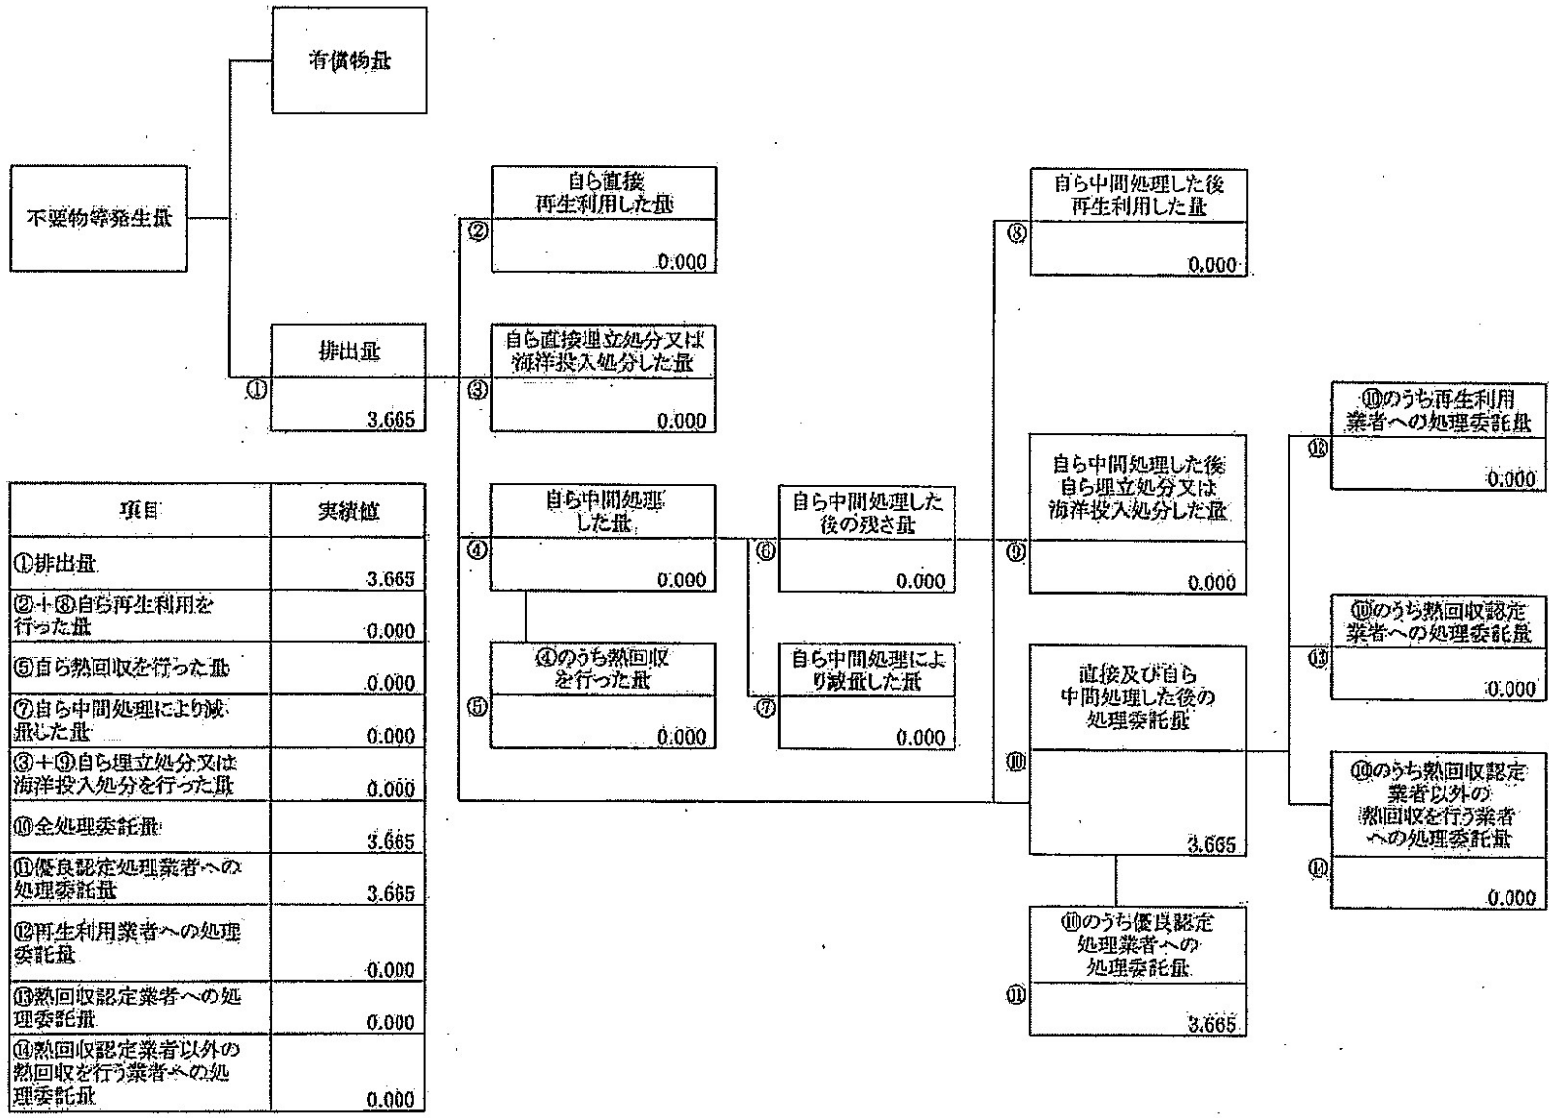 有償物量
不要物等発生量
排出量
①
3.665
自ら直接
再生利用した量
②
0.000
自ら直接埋立処分又は
海洋投入処分した量
③
0.000
自ら中間処理
した量
④
0.000
④のうち熱回収
を行った量
⑤
0.000
自ら中間処理した
後の残さ量
⑥
0.000
自ら中間処理によ
り減量した量
⑦
0.000
自ら中間処理した後
再生利用した量
⑧
0.000
自ら中間処理した後
自ら埋立処分又は
海洋投入処分した量
⑨
0.000
直接及び自ら
中間処理した後の
処理委託量
⑩
3.665
⑩のうち優良認定
処理業者への
処理委託量
⑪
3.665
⑩のうち再生利用
業者への処理委託量
⑫
0.000
⑩のうち熱回収認定
業者への処理委託量
⑬
0.000
⑩のうち熱回収認定
業者以外の
熱回収を行う業者
への処理委託量
⑭
0.000
項目 実績値
①排出量
3.665
②+⑧自ら再生利用を
行った量
0.000
⑤自ら熱回収を行った量
0.000
⑦自ら中間処理により減
量した量
0.000
③+⑨自ら埋立処分又は
海洋投入処分を行った量
0.000
⑩全処理委託量
3.665
⑪優良認定処理業者への
処理委託量
3.665
⑫再生利用業者への処理
委託量
0.000
⑬熱回収認定業者への処
理委託量
0.000
⑭熱回収認定業者以外の
熱回収を行う業者への処
理委託量
0.000